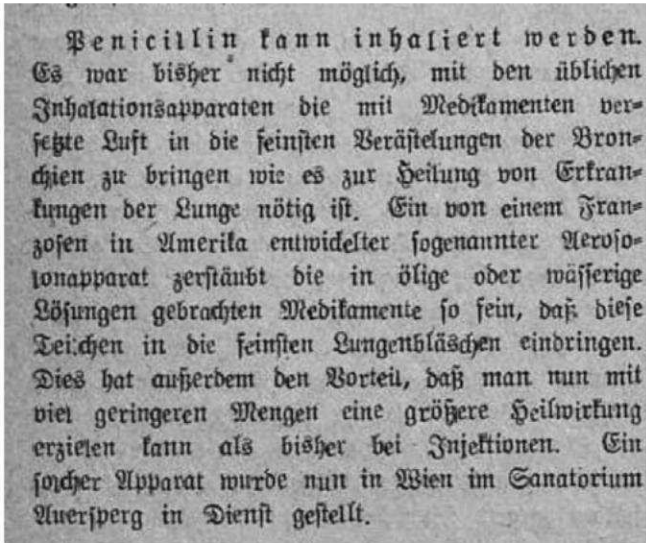 Penicillin kann inhaliert werden.
Es war bisher nicht möglich, mit den üblichen
Inhalationsapparaten die mit Medikamenten ver-
setzte Luft in die feinsten Verästelungen der Bron-
chien zu bringen wie es zur Heilung von Erkran-
kungen der Lunge nötig ist. Ein von einem Fran-
zosen in Amerika entwickelter sogenannter Aeroso-
lonapparat zerstäubt die in ölige oder wässerige
Lösungen gebrachten Medikamente so fein, daß diese
Teilchen in die feinsten Lungenbläschen eindringen.
Dies hat außerdem den Vorteil, daß man nun mit
viel geringeren Mengen eine größere Heilwirkung
erzielen kann als bisher bei Injektionen. Ein
solcher Apparat wurde nun in Wien im Sanatorium
Auersperg in Dienst gestellt.